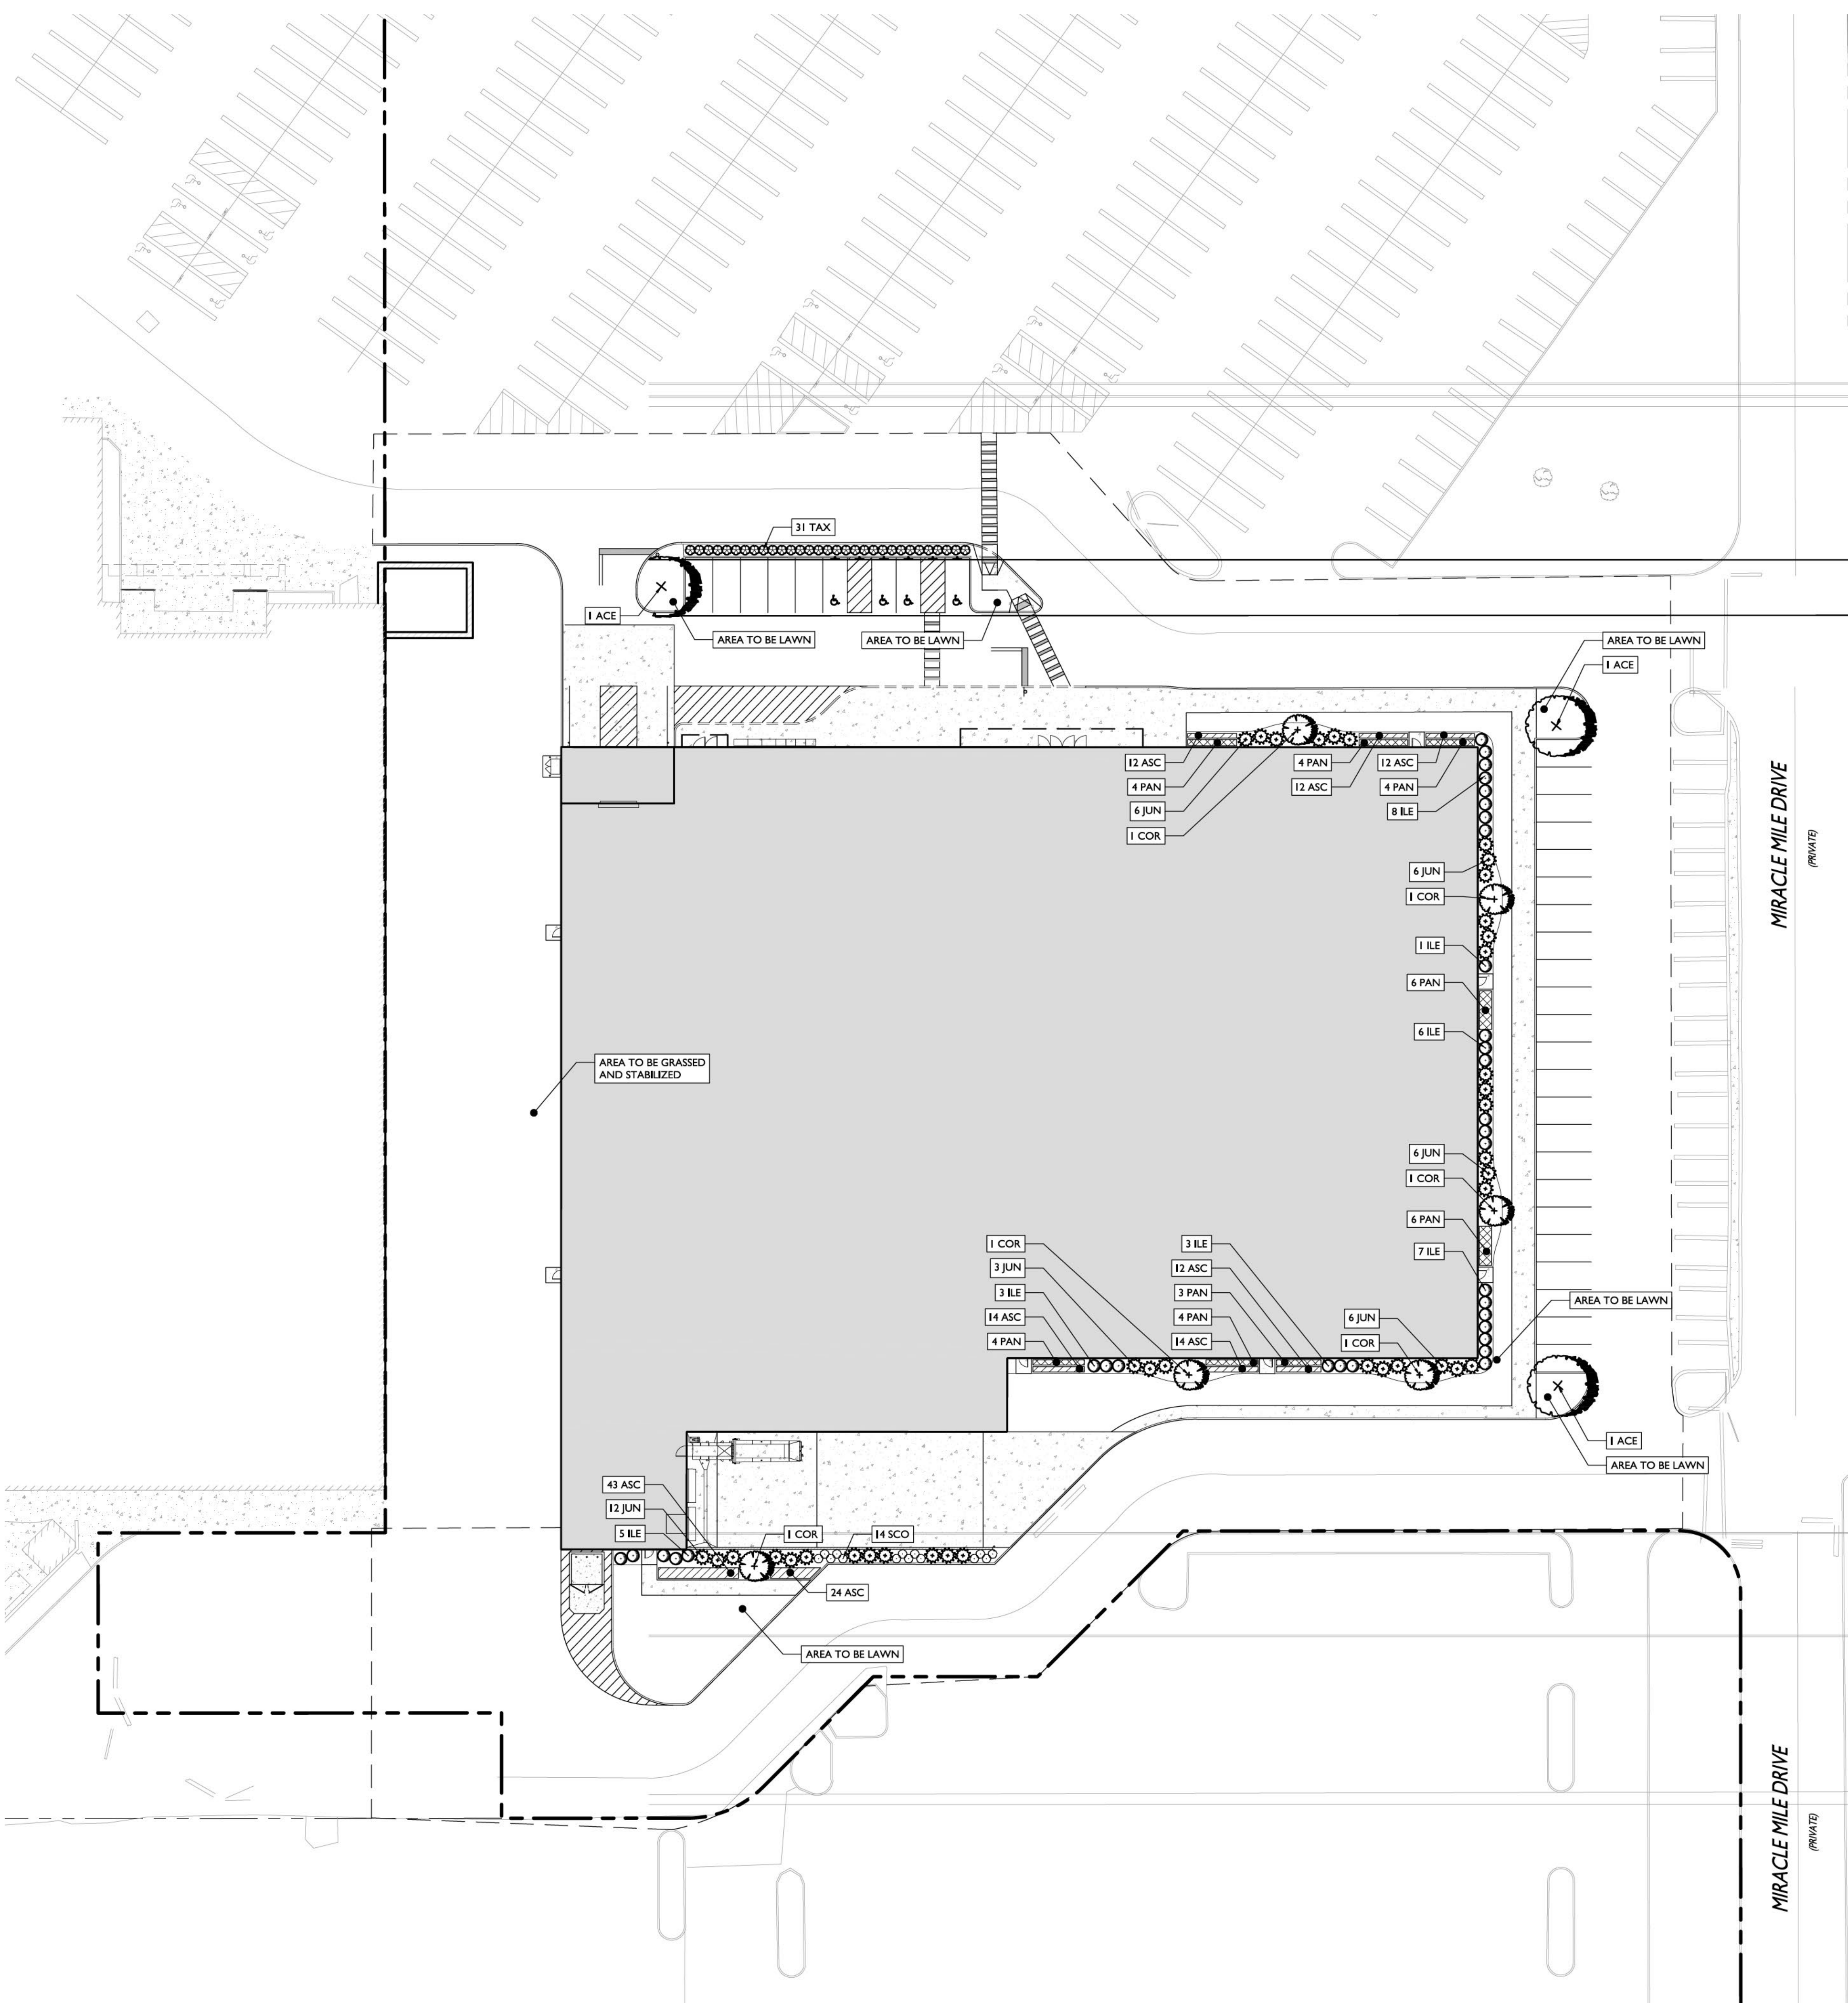 31 TAX
1 ACE
AREA TO BE LAWN
AREA TO BE LAWN
AREA TO BE LAWN
1 ACE
12 ASC
4 PAN
6 JUN
1 COR
4 PAN
12 ASC
12 ASC
4 PAN
8 ILE
MIRACLE MILE DRIVE
(PRIVATE)
6 JUN
1 COR
1 ILE
6 PAN
6 ILE
AREA TO BE GRASSED
AND STABILIZED
6 JUN
1 COR
6 PAN
7 ILE
1 COR
3 JUN
3 ILE
14 ASC
4 PAN
3 ILE
12 ASC
3 PAN
4 PAN
14 ASC
6 JUN
1 COR
AREA TO BE LAWN
1 ACE
AREA TO BE LAWN
43 ASC
12 JUN
5 ILE
1 COR
14 SCO
24 ASC
AREA TO BE LAWN
MIRACLE MILE DRIVE
(PRIVATE)